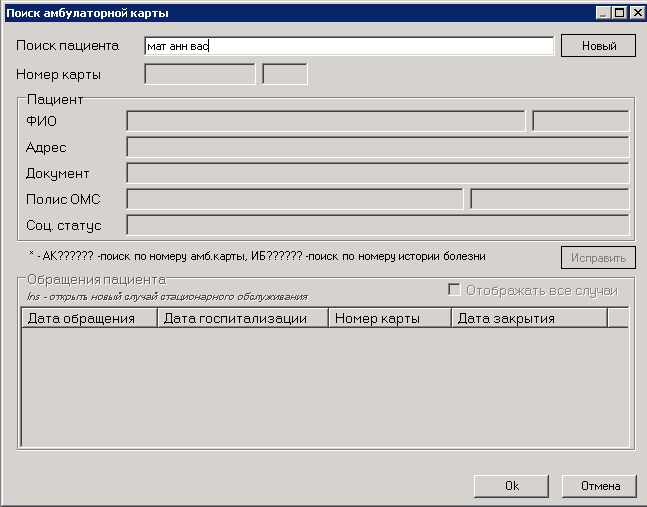 Поиск амбулаторной карты
Поиск пациента мат анн вас Новый
Номер карты
Пациент
ФИО
Адрес
Документ
Полис ОМС
Соц. статус
* - АК?????? -поиск по номеру амб.карты, ИБ?????? -поиск по номеру истории болезни Исправить
Обращения пациента
Ins - открыть новый случай стационарного обслуживания Отображать все случаи
Дата обращения Дата госпитализации Номер карты Дата закрытия
Ok Отмена